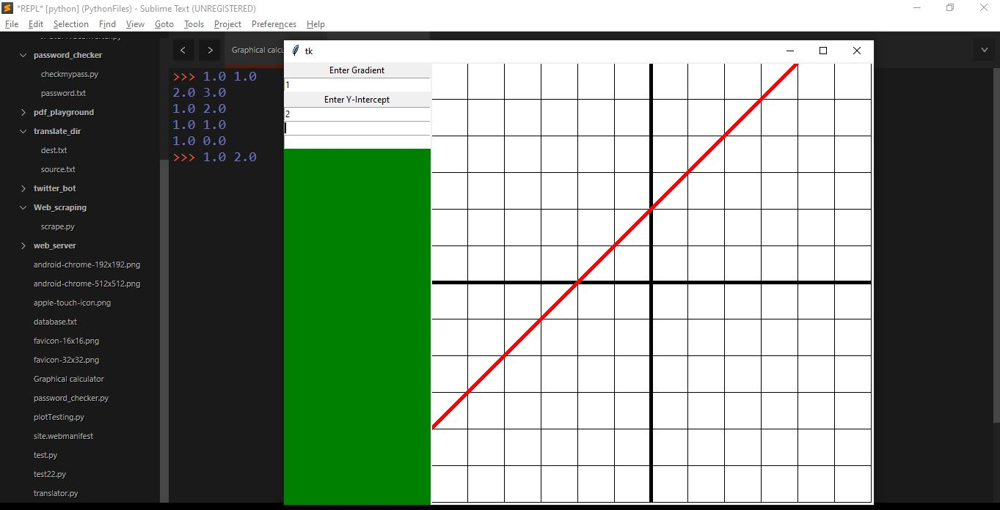 *REPL* [python] (PythonFiles) - Sublime Text (UNREGISTERED)
File Edit Selection Find View Goto Tools Project Preferences Help
password_checker
checkmypass.py
password.txt
pdf_playground
translate_dir
dest.txt
source.txt
twitter_bot
Web_scraping
scrape.py
web_server
android-chrome-192x192.png
android-chrome-512x512.png
apple-touch-icon.png
database.txt
favicon-16x16.png
favicon-32x32.png
Graphical calculator
password_checker.py
plotTesting.py
site.webmanifest
test.py
test22.py
translator.py
Graphical calcu
>>> 1.0 1.0
2.0 3.0
1.0 2.0
1.0 1.0
1.0 0.0
>>> 1.0 2.0
tk
Enter Gradient
1
Enter Y-Intercept
2